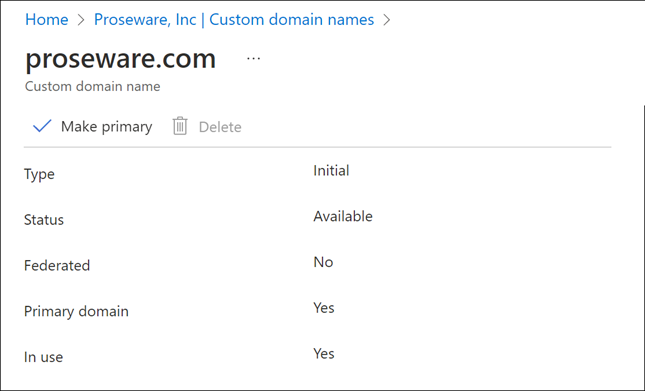 Home > Proseware, Inc | Custom domain names >
proseware.com ...
Custom domain name
Make primary Delete
Type Initial
Status Available
Federated No
Primary domain Yes
In use Yes